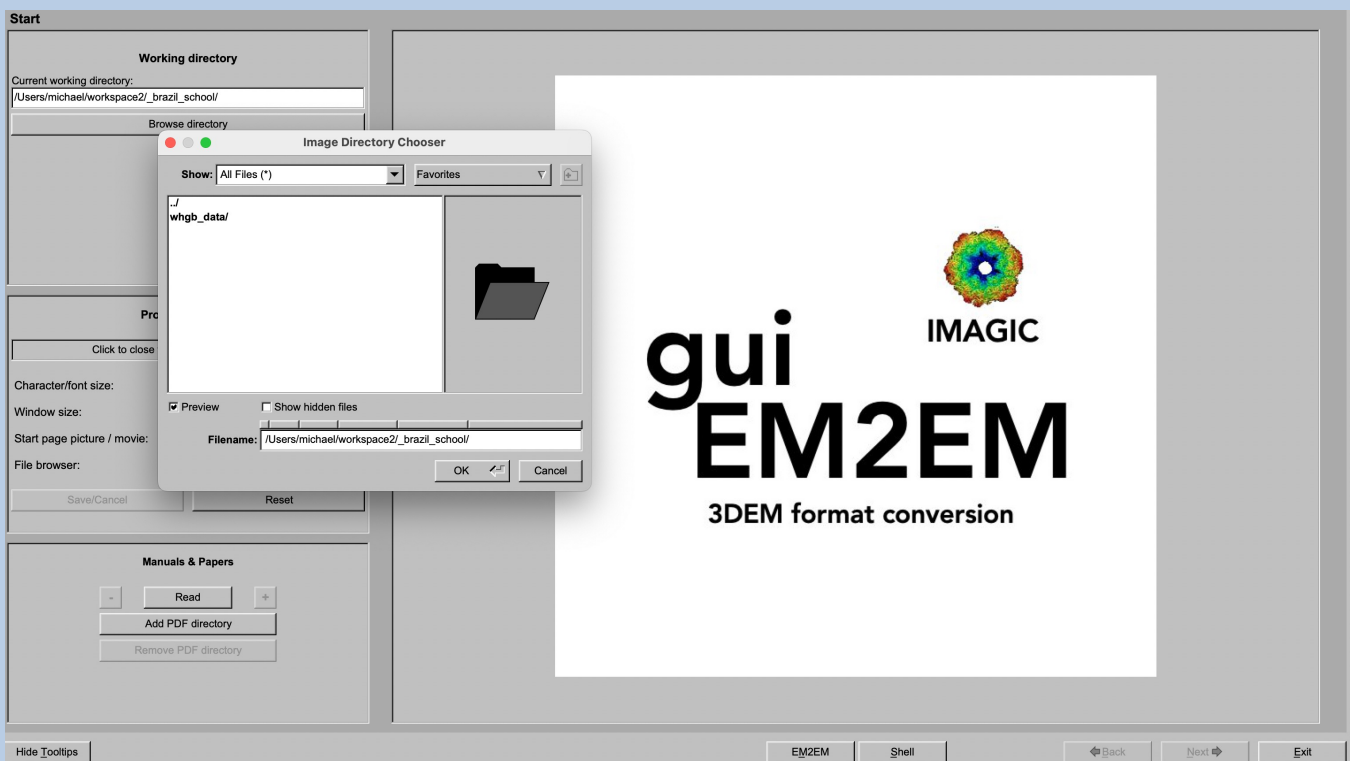 Start
Working directory
Current working directory:
/Users/michael/workspace2/_brazil_school/
Browse directory
Image Directory Chooser
Show: All Files (*) Favorites
../
whgb_data/
Preview Show hidden files
Filename: /Users/michael/workspace2/_brazil_school/
OK Cancel
Click to close
Character/font size:
Window size:
Start page picture / movie:
File browser:
Save/Cancel Reset
Manuals & Papers
- Read +
Add PDF directory
Remove PDF directory
IMAGIC
gui
EM2EM
3DEM format conversion
Hide Tooltips EM2EM Shell Back Next Exit